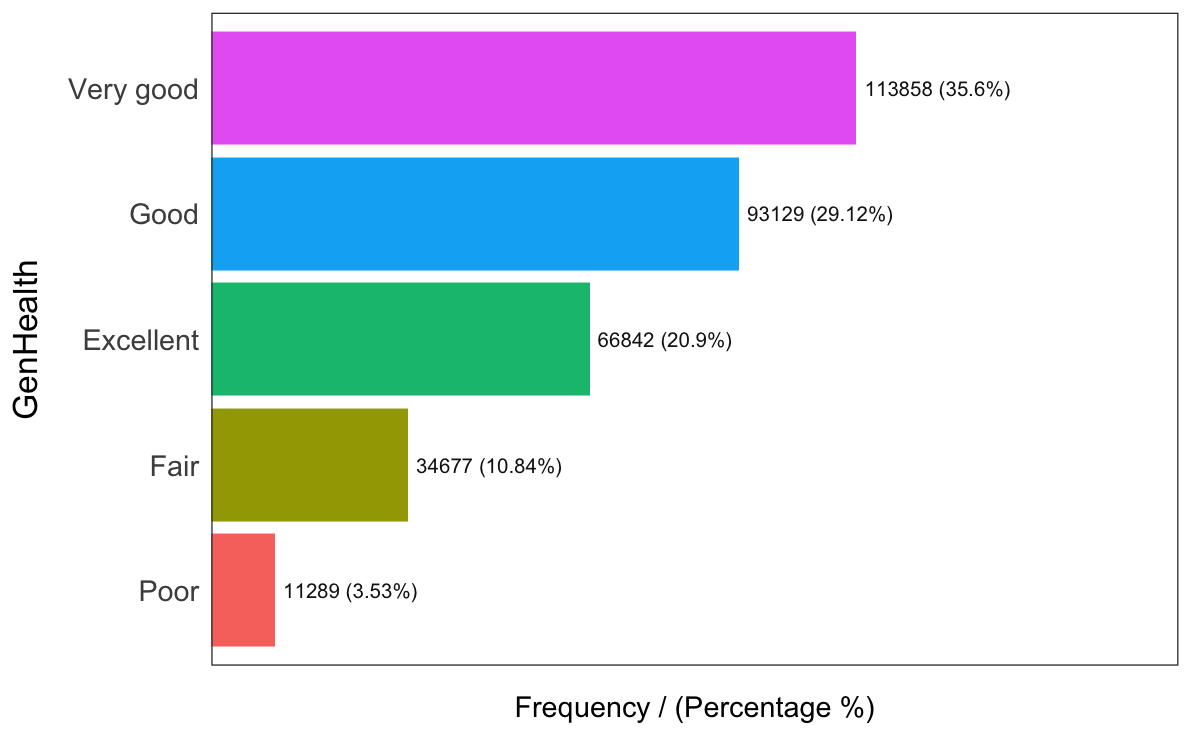 GenHealth
Very good
113858 (35.6%)
Good
93129 (29.12%)
Excellent
66842 (20.9%)
Fair
34677 (10.84%)
Poor
11289 (3.53%)
Frequency / (Percentage %)